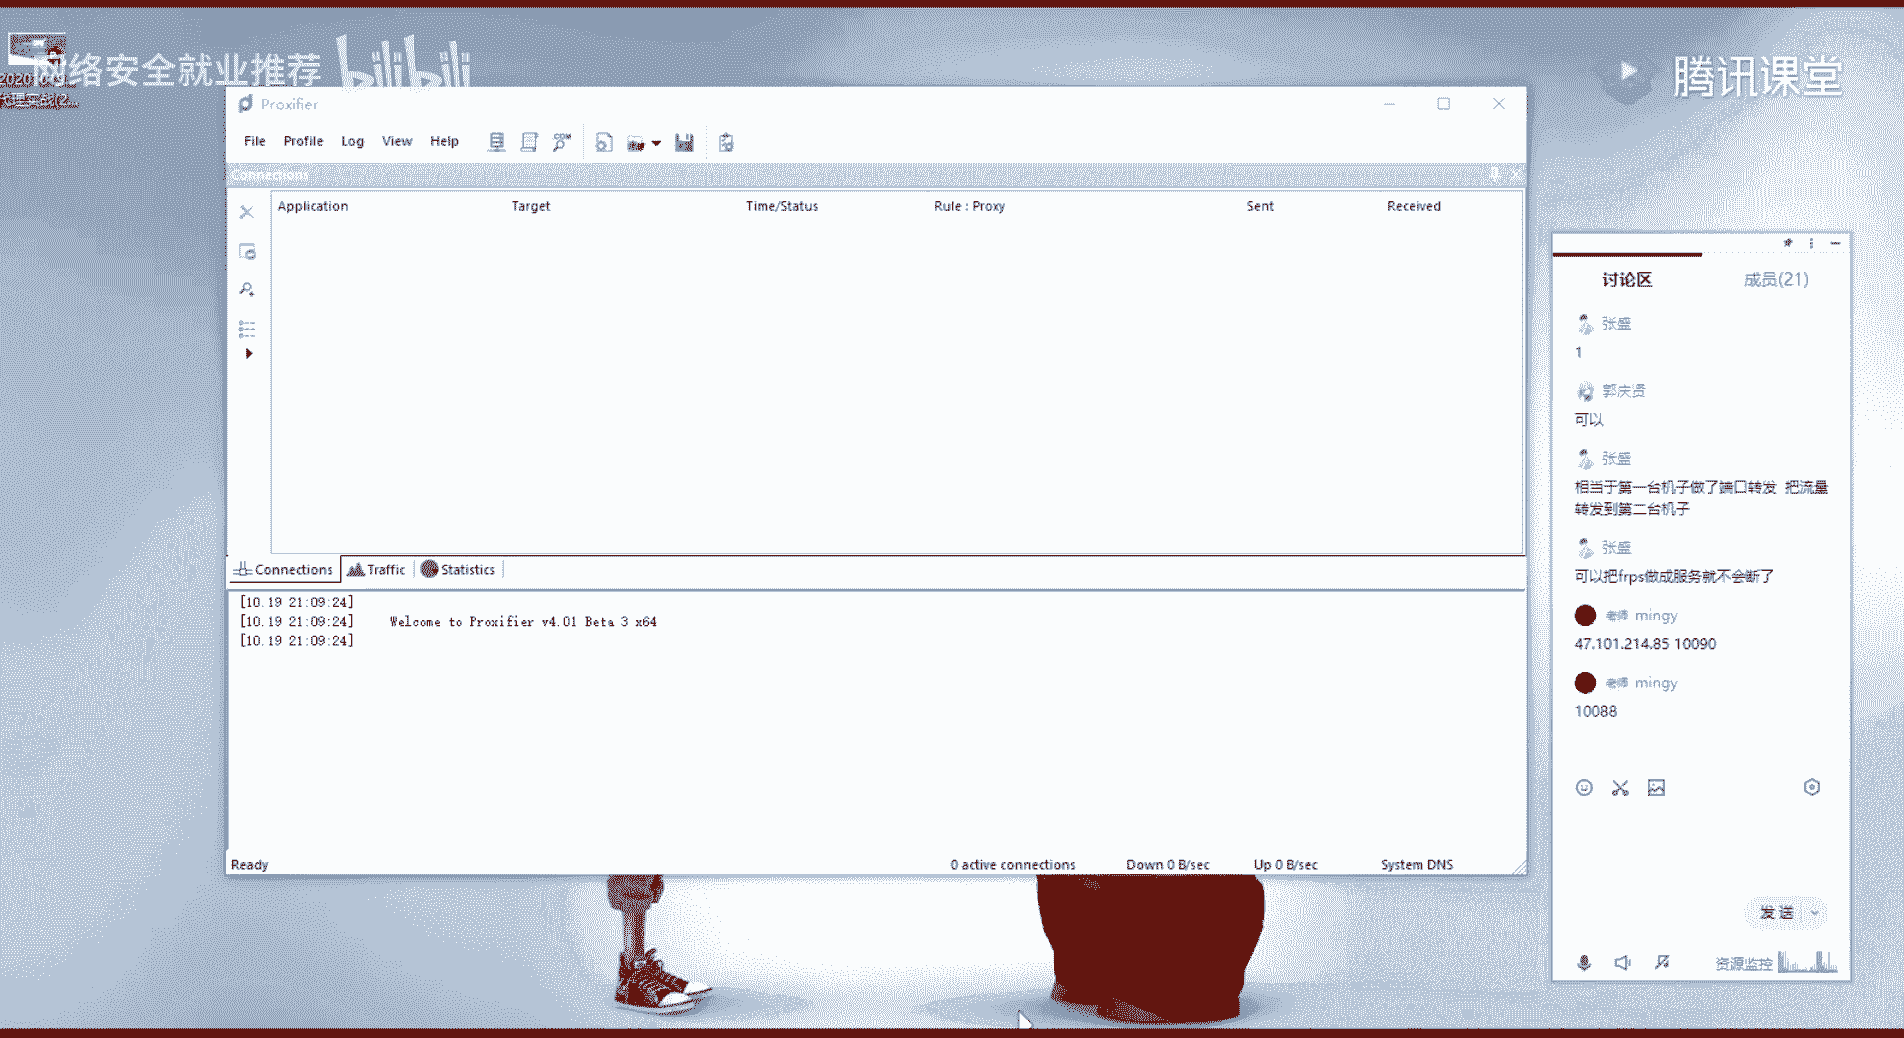 网络安全就业推荐
bilibili
腾讯课堂
Proxifier
File Profile Log View Help
Connections
Application Target Time/Status Rule : Proxy Sent Received
Connections Traffic Statistics
[10.19 21:09:24]
[10.19 21:09:24] Welcome to Proxifier v4.01 Beta 3 x64
[10.19 21:09:24]
Ready 0 active connections Down 0 B/sec Up 0 B/sec System DNS
讨论区 成员(21)
张盛
1
郭庆贤
可以
张盛
相当于第一台机子做了端口转发 把流量
转发到第二台机子
张盛
可以把frps做成服务就不会断了
老师 mingy
47.101.214.85 10090
老师 mingy
10088
发送
资源监控